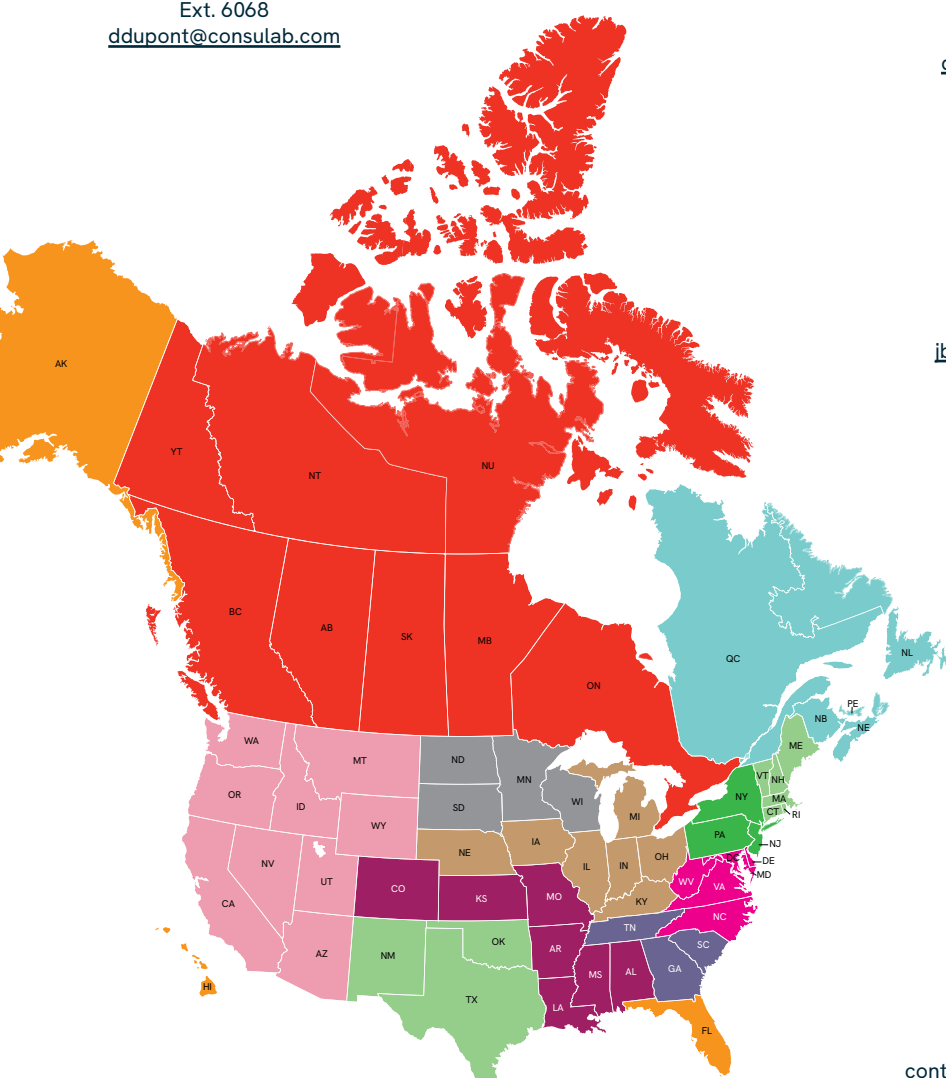 Ext. 6068
ddupont@consulab.com
jb
AK
YT
NT
NU
BC
AB
SK
MB
ON
QC
NL
PE
NB
NE
ME
WA
MT
ND
MN
VT
NH
OR
ID
SD
WI
NY
MA
CT
RI
WY
MI
PA
NJ
NE
IA
OH
DC
DE
NV
IL
IN
MD
UT
CO
KS
MO
WV
VA
CA
KY
NC
TN
AZ
NM
OK
AR
SC
HI
TX
MS
AL
GA
LA
FL
cont